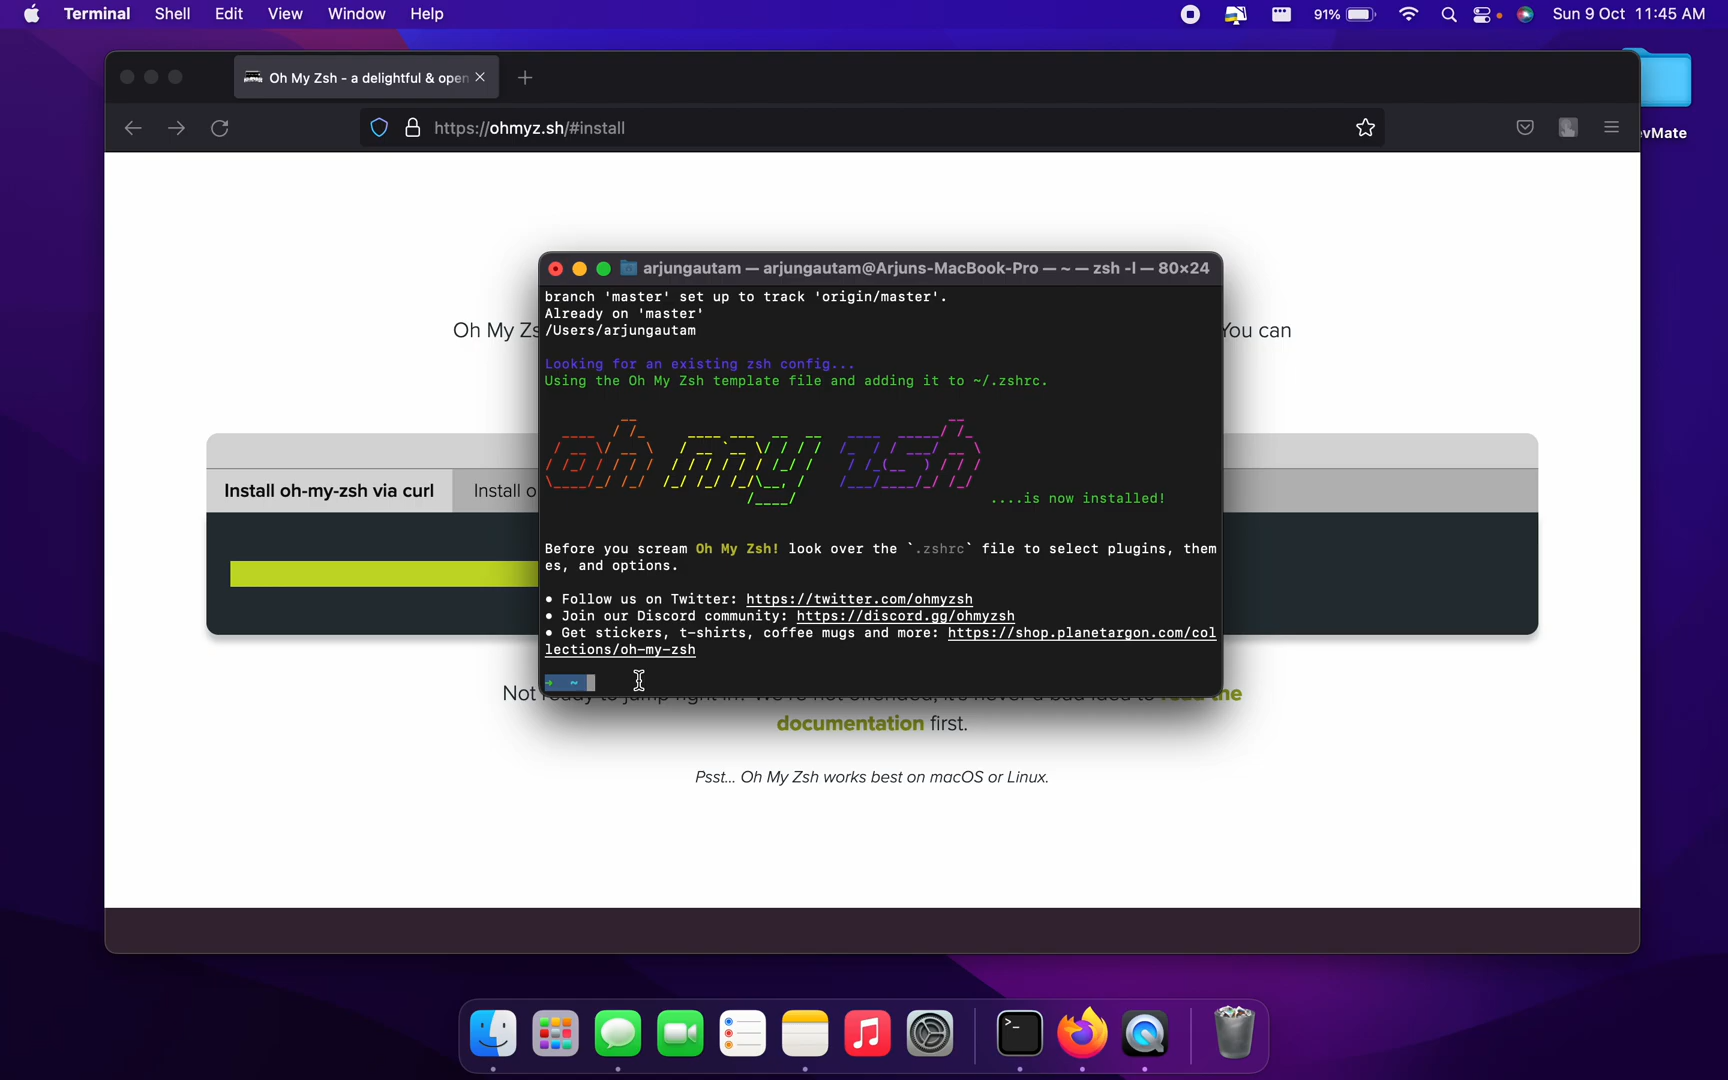 Terminal Shell Edit View Window Help 91% Sun 9 Oct 11:45 AM
Oh My Zsh - a delightful & open
https://ohmyz.sh/#install
vMate
arjungautam — arjungautam@Arjuns-MacBook-Pro — ~ — zsh -l — 80×24
branch 'master' set up to track 'origin/master'.
Already on 'master'
/Users/arjungautam
Oh My Zs
You can
Looking for an existing zsh config...
Using the Oh My Zsh template file and adding it to ~/.zshrc.
oh my zsh
....is now installed!
Install oh-my-zsh via curl Install o
Before you scream Oh My Zsh! look over the `.zshrc` file to select plugins, them
es, and options.
• Follow us on Twitter: https://twitter.com/ohmyzsh
• Join our Discord community: https://discord.gg/ohmyzsh
• Get stickers, t-shirts, coffee mugs and more: https://shop.planetargon.com/col
lections/oh-my-zsh
→ ~
Not
documentation first.
Psst... Oh My Zsh works best on macOS or Linux.